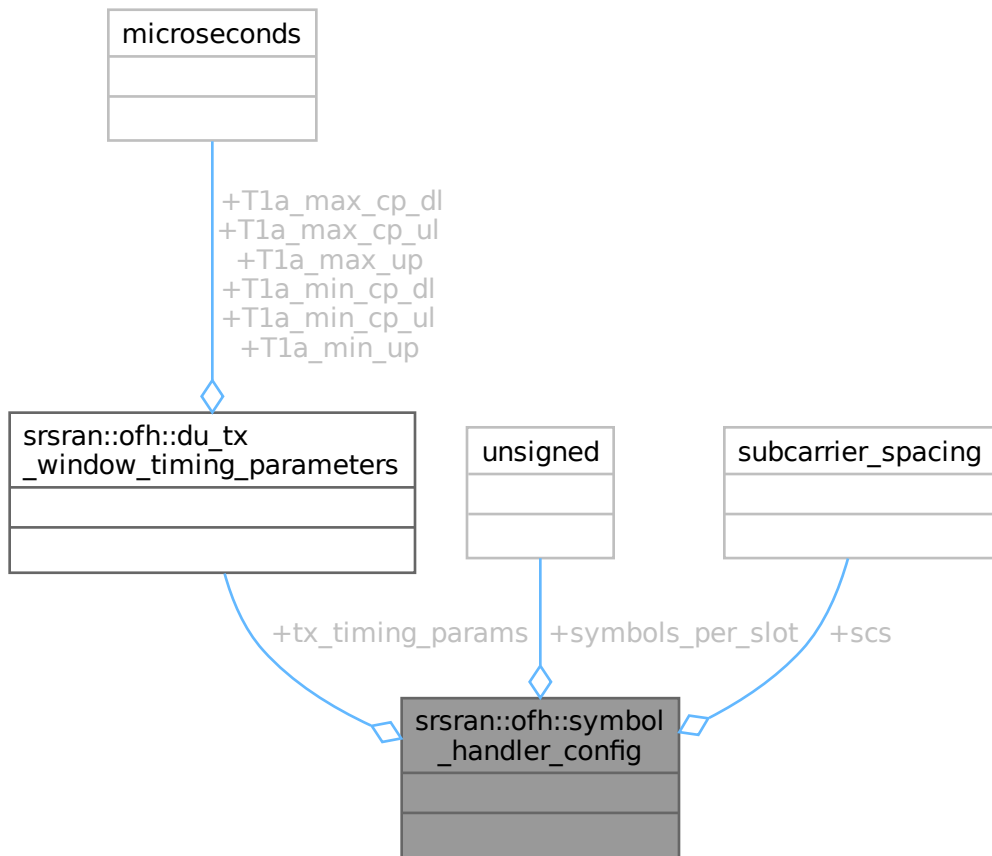 microseconds
+T1a_max_cp_dl
+T1a_max_cp_ul
+T1a_max_up
+T1a_min_cp_dl
+T1a_min_cp_ul
+T1a_min_up
srsran::ofh::du_tx
_window_timing_parameters
unsigned
subcarrier_spacing
+tx_timing_params
+symbols_per_slot
+scs
srsran::ofh::symbol
_handler_config